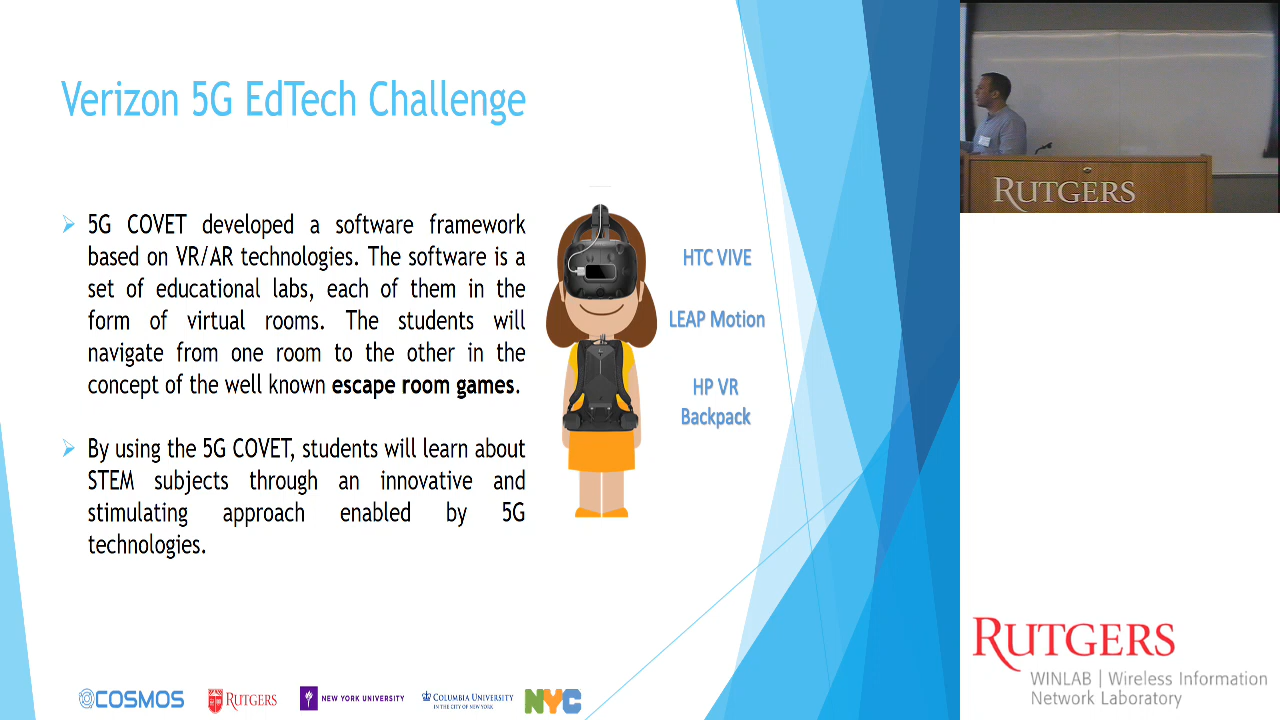 Verizon 5G EdTech Challenge
5G COVET developed a software framework
based on VR/AR technologies. The software is a
set of educational labs, each of them in the
form of virtual rooms. The students will
navigate from one room to the other in the
concept of the well known escape room games.
By using the 5G COVET, students will learn about
STEM subjects through an innovative and
stimulating approach enabled by 5G
technologies.
HTC VIVE
LEAP Motion
HP VR
Backpack
COSMOS
RUTGERS
NEW YORK UNIVERSITY
COLUMBIA UNIVERSITY
IN THE CITY OF NEW YORK
NYC
RUTGERS
RUTGERS
WINLAB | Wireless Information
Network Laboratory